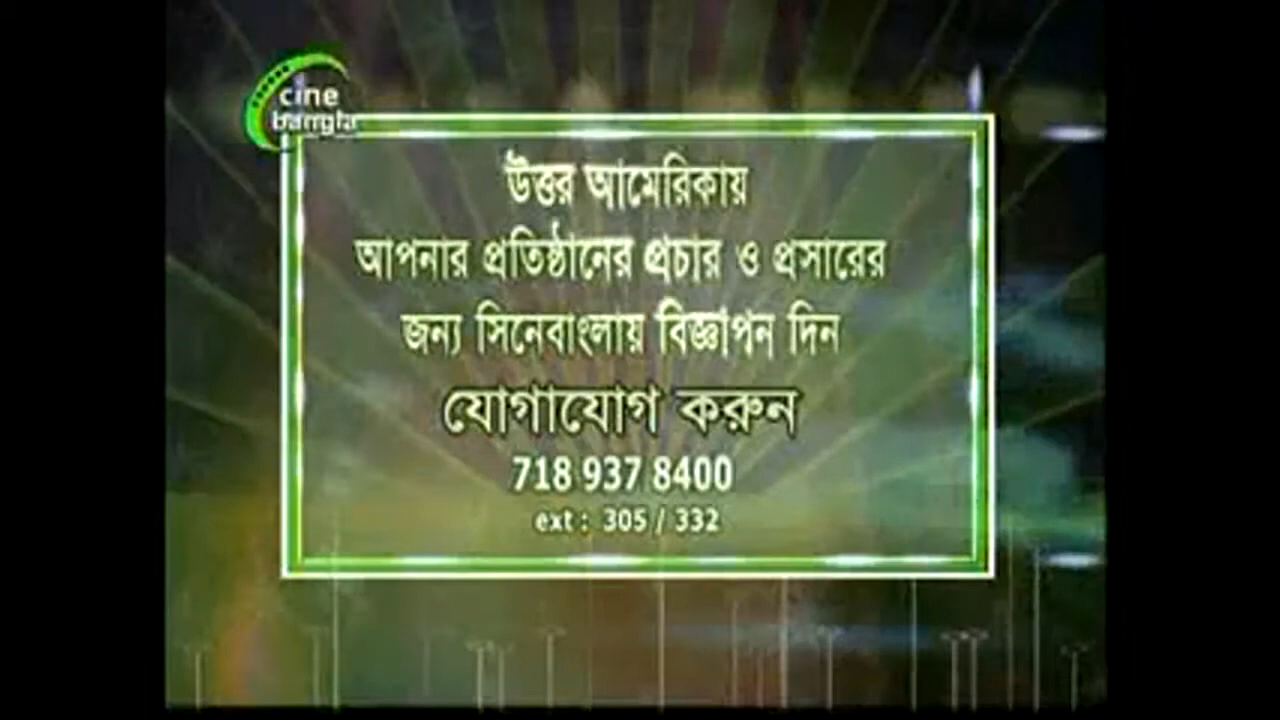 cine
bangla
উত্তর আমেরিকায়
আপনার প্রতিষ্ঠানের প্রচার ও প্রসারের
জন্য সিনেবাংলায় বিজ্ঞাপন দিন
যোগাযোগ করুন
718 937 8400
ext : 305 / 332